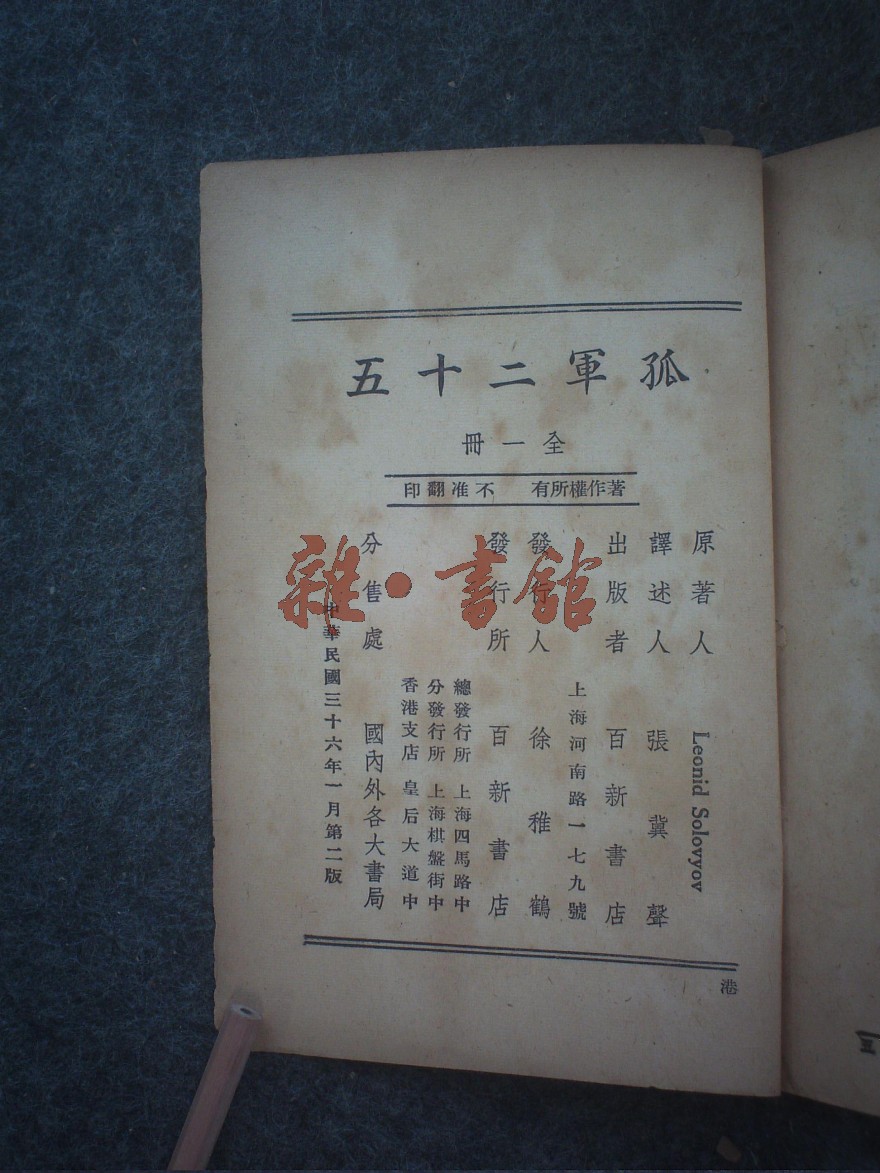 孤軍二十五
全一冊
著作權所有 不准翻印
原著人 Leonid Solovyov
譯述人 張冀聲
出版者 百新書店
上海河南路一七九號
發行人 徐稚鶴
發行所 百新書店
總發行所 上海四馬路中
分發行所 上海棋盤街中
香港支店 皇后大道中
分售處 國內外各大書局
中華民國三十六年一月第二版
港
雜·書館